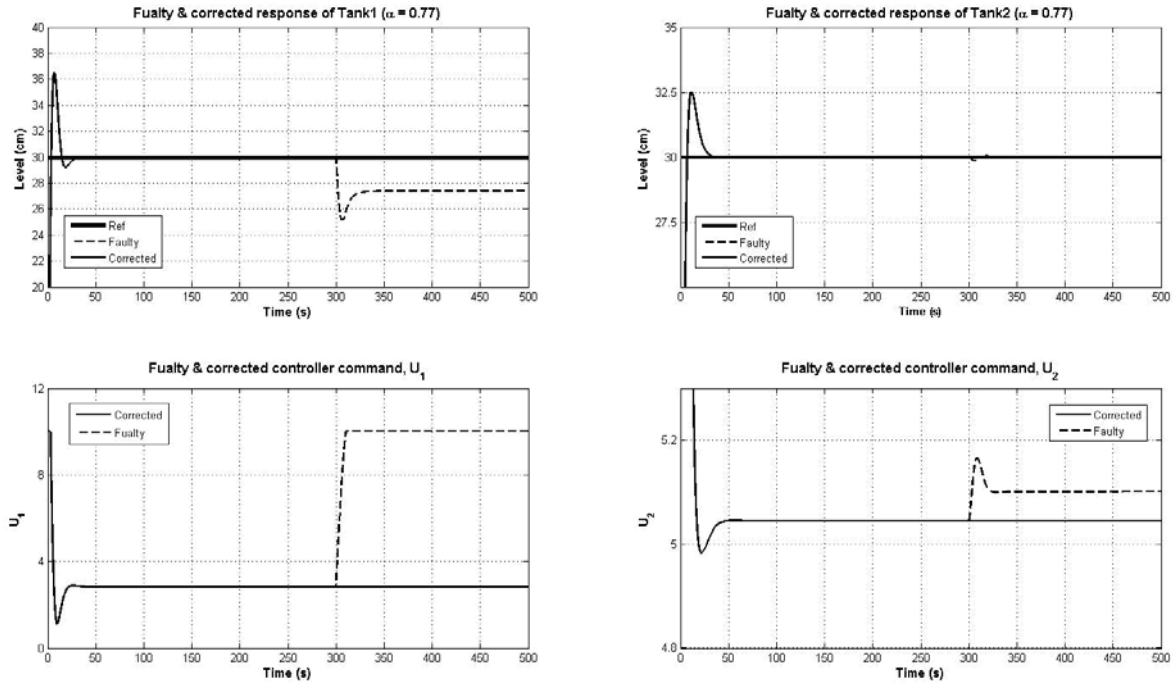 Fualty & corrected response of Tank1 (α = 0.77)
40
38
36
34
32
30
28
26
24
22
20
Level (cm)
Ref
Faulty
Corrected
0 50 100 150 200 250 300 350 400 450 500
Time (s)
Fualty & corrected response of Tank2 (α = 0.77)
35
32.5
30
27.5
Level (cm)
Ref
Faulty
Corrected
0 50 100 150 200 250 300 350 400 450 500
Time (s)
Fualty & corrected controller command, U1
12
8
4
0
U1
Corrected
Fualty
0 50 100 150 200 250 300 350 400 450 500
Time (s)
Fualty & corrected controller command, U2
5.2
5
4.8
U2
Corrected
Faulty
0 50 100 150 200 250 300 350 400 450 500
Time (s)